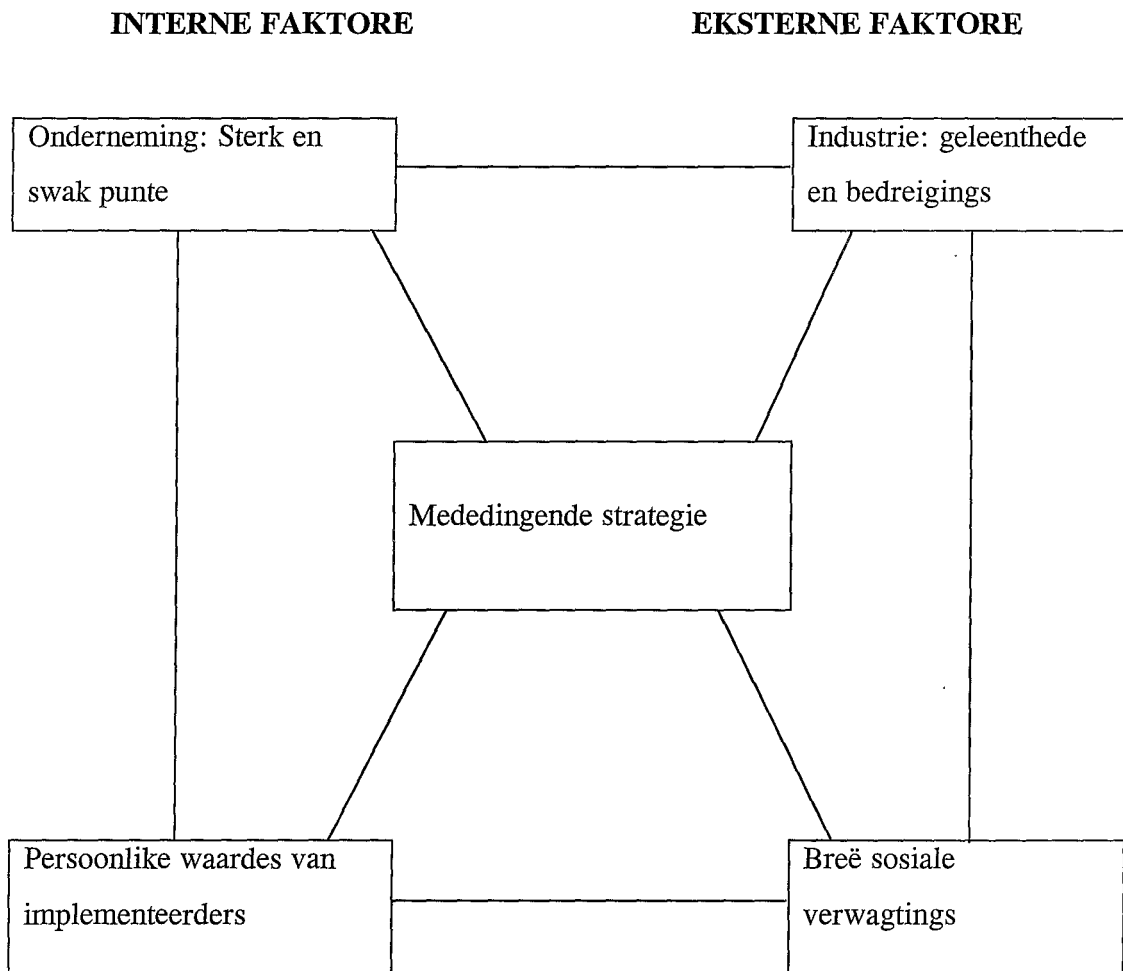 INTERNE FAKTORE
EKSTERNE FAKTORE
Onderneming: Sterk en
swak punte
Industrie: geleenthede
en bedreigings
Mededingende strategie
Persoonlike waardes van
implementeerders
Breë sosiale
verwagtings